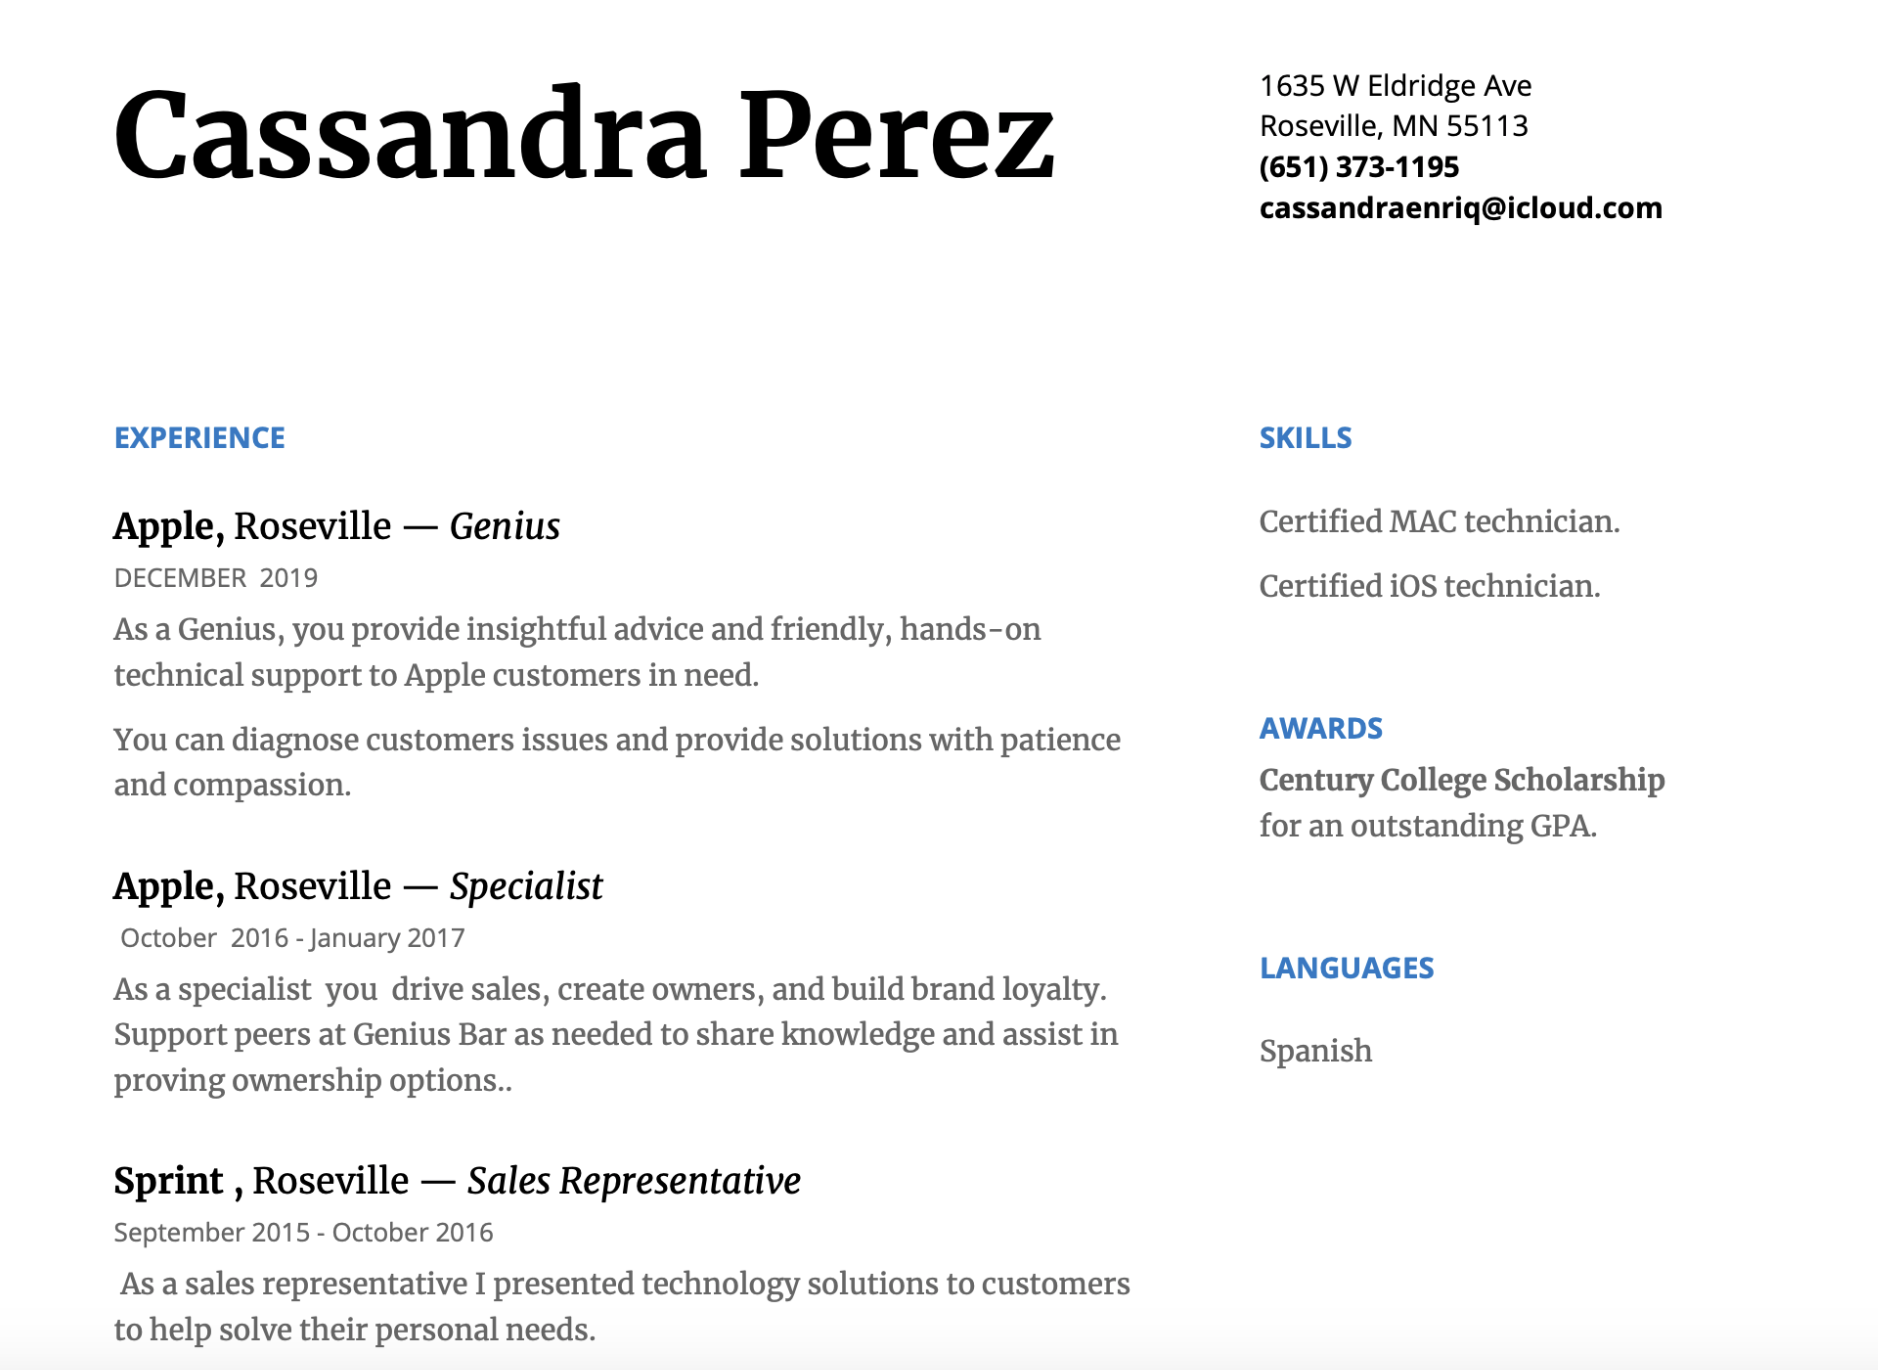 Cassandra Perez
1635 W Eldridge Ave
Roseville, MN 55113
(651) 373-1195
cassandraenriq@icloud.com
EXPERIENCE
Apple, Roseville — Genius
DECEMBER  2019
As a Genius, you provide insightful advice and friendly, hands-on
technical support to Apple customers in need.
You can diagnose customers issues and provide solutions with patience
and compassion.
Apple, Roseville — Specialist
October  2016 - January 2017
As a specialist  you  drive sales, create owners, and build brand loyalty.
Support peers at Genius Bar as needed to share knowledge and assist in
proving ownership options..
Sprint , Roseville — Sales Representative
September 2015 - October 2016
As a sales representative I presented technology solutions to customers
to help solve their personal needs.
SKILLS
Certified MAC technician.
Certified iOS technician.
AWARDS
Century College Scholarship
for an outstanding GPA.
LANGUAGES
Spanish